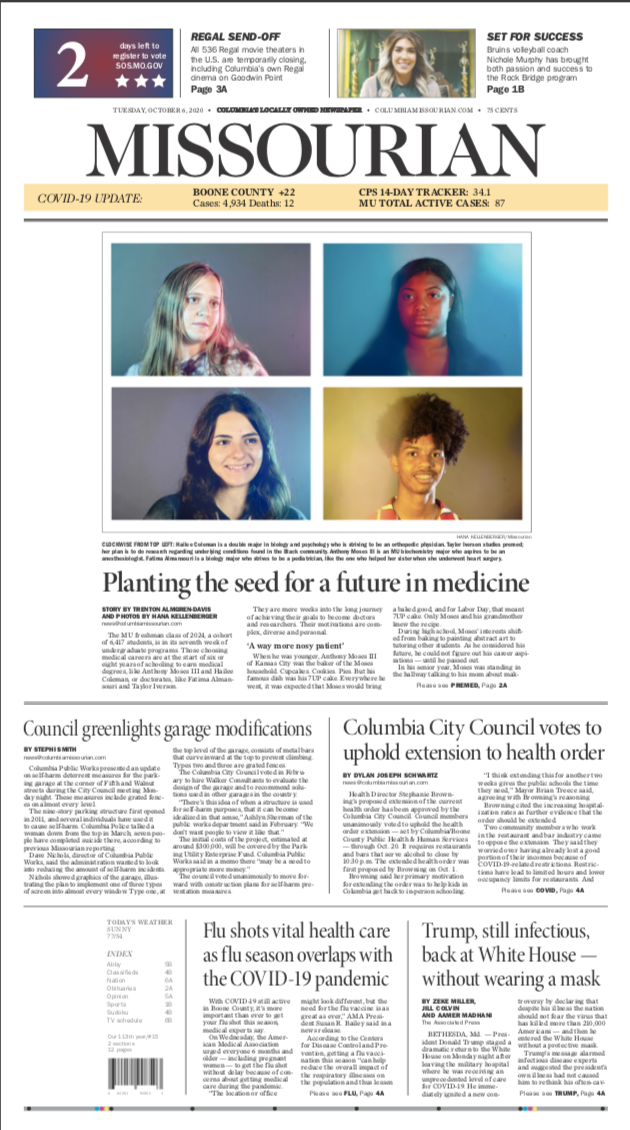 2
days left to
register to vote
SOS.MO.GOV
REGAL SEND-OFF
All 536 Regal movie theaters in
the U.S. are temporarily closing,
including Columbia's own Regal
cinema on Goodwin Point
Page 3A
SET FOR SUCCESS
Bruins volleyball coach
Nichole Murphy has brought
both passion and success to
the Rock Bridge program
Page 1B
TUESDAY, OCTOBER 6, 2020 • COLUMBIA'S LOCALLY OWNED NEWSPAPER • COLUMBIAMISSOURIAN.COM • 75 CENTS
MISSOURIAN
COVID-19 UPDATE:
BOONE COUNTY +22
Cases: 4,934 Deaths: 12
CPS 14-DAY TRACKER: 34.1
MU TOTAL ACTIVE CASES: 87
HANA KELLENBERGER/Missourian
CLOCKWISE FROM TOP LEFT: Hailee Coleman is a double major in biology and psychology who is striving to be an orthopedic physician. Taylor Iverson studies premed;
her plan is to do research regarding underlying conditions found in the Black community. Anthony Moses III is an MU biochemistry major who aspires to be an
anesthesiologist. Fatima Almansouri is a biology major who strives to be a pediatrician, like the one who helped her sister when she underwent heart surgery.
Planting the seed for a future in medicine
STORY BY TRENTON ALMGREN-DAVIS
AND PHOTOS BY HANA KELLENBERGER
news@columbiamissourian.com
The MU freshman class of 2024, a cohort
of 6,417 students, is in its seventh week of
undergraduate programs. Those choosing
medical careers are at the start of six or
eight years of schooling to earn medical
degrees, like Anthony Moses III and Hailee
Coleman, or doctorates, like Fatima Alman-
souri and Taylor Iverson.
They are mere weeks into the long journey
of achieving their goals to become doctors
and researchers. Their motivations are com-
plex, diverse and personal.
'A way more nosy patient'
When he was younger, Anthony Moses III
of Kansas City was the baker of the Moses
household. Cupcakes. Cookies. Pies. But his
famous dish was his 7UP cake. Everywhere he
went, it was expected that Moses would bring
a baked good, and for Labor Day, that meant
7UP cake. Only Moses and his grandmother
knew the recipe.
During high school, Moses' interests shift-
ed from baking to painting abstract art to
tutoring other students. As he considered his
future, he could not figure out his career aspi-
rations — until he passed out.
In his senior year, Moses was standing in
the hallway talking to his mom about mak-
Please see PREMED, Page 2A
Council greenlights garage modifications
BY STEPHI SMITH
news@columbiamissourian.com
Columbia Public Works presented an update
on self-harm deterrent measures for the park-
ing garage at the corner of Fifth and Walnut
streets during the City Council meeting Mon-
day night. These measures include grated fenc-
es on almost every level.
The nine-story parking structure first opened
in 2011, and several individuals have used it
to cause self-harm. Columbia Police talked a
woman down from the top in March; seven peo-
ple have completed suicide there, according to
previous Missourian reporting.
Dave Nichols, director of Columbia Public
Works, said the administration wanted to look
into reducing the amount of self-harm incidents.
Nichols showed graphics of the garage, illus-
trating the plan to implement one of three types
of screen into almost every window. Type one, at
the top level of the garage, consists of metal bars
that curve inward at the top to prevent climbing.
Types two and three are grated fences.
The Columbia City Council voted in Febru-
ary to hire Walker Consultants to evaluate the
design of the garage and to recommend solu-
tions used in other garages in the country.
"There's this idea of when a structure is used
for self-harm purposes, that it can become
idealized in that sense," Ashlyn Sherman of the
public works department said in February. "We
don't want people to view it like that."
The initial costs of the project, estimated at
around $300,000, will be covered by the Park-
ing Utility Enterprise Fund. Columbia Public
Works, said in a memo there "may be a need to
appropriate more money."
The council voted unanimously to move for-
ward with construction plans for self-harm pre-
vention measures.
Columbia City Council votes to
uphold extension to health order
BY DYLAN JOSEPH SCHWARTZ
news@columbiamissourian.com
Health Director Stephanie Brown-
ing's proposed extension of the current
health order has been approved by the
Columbia City Council. Council members
unanimously voted to uphold the health
order extension — set by Columbia/Boone
County Public Health & Human Services
— through Oct. 20. It requires restaurants
and bars that serve alcohol to close by
10:30 p.m. The extended health order was
first proposed by Browning on Oct. 1.
Browning said her primary motivation
for extending the order was to help kids in
Columbia get back to in-person schooling.
"I think extending this for another two
weeks gives the public schools the time
they need," Mayor Brian Treece said,
agreeing with Browning's reasoning.
Browning cited the increasing hospital-
ization rates as further evidence that the
order should be extended.
Two community members who work
in the restaurant and bar industry came
to oppose the extension. They said they
worried over having already lost a good
portion of their incomes because of
COVID-19-related restrictions. Restric-
tions have lead to limited hours and lower
occupancy limits for restaurants. And
Please see COVID, Page 4A
TODAY'S WEATHER
SUNNY
77/54
INDEX
Abby 6B
Classifieds 4B
Nation 6A
Obituaries 2A
Opinion 5A
Sports 1B
Sudoku 4B
TV schedule 6B
Our 113th year/#15
2 sections
12 pages
Flu shots vital health care
as flu season overlaps with
the COVID-19 pandemic
With COVID-19 still active
in Boone County, it's more
important than ever to get
your flu shot this season,
medical experts say.
On Wednesday, the Amer-
ican Medical Association
urged everyone 6 months and
older — including pregnant
women — to get the flu shot
without delay because of con-
cerns about getting medical
care during the pandemic.
"The location or office
might look different, but the
need for the flu vaccine is as
great as ever," AMA Presi-
dent Susan R. Bailey said in a
news release.
According to the Centers
for Disease Control and Pre-
vention, getting a flu vacci-
nation this season "can help
reduce the overall impact of
the respiratory illnesses on
the population and thus lessen
Please see FLU, Page 4A
Trump, still infectious,
back at White House —
without wearing a mask
BY ZEKE MILLER,
JILL COLVIN
AND AAMER MADHANI
The Associated Press
BETHESDA, Md. — Presi-
dent Donald Trump staged a
dramatic return to the White
House on Monday night after
leaving the military hospital
where he was receiving an
unprecedented level of care
for COVID-19. He imme-
diately ignited a new con-
troversy by declaring that
despite his illness the nation
should not fear the virus that
has killed more than 210,000
Americans — and then he
entered the White House
without a protective mask.
Trump's message alarmed
infectious disease experts
and suggested the president's
own illness had not caused
him to rethink his often-cav-
Please see TRUMP, Page 4A